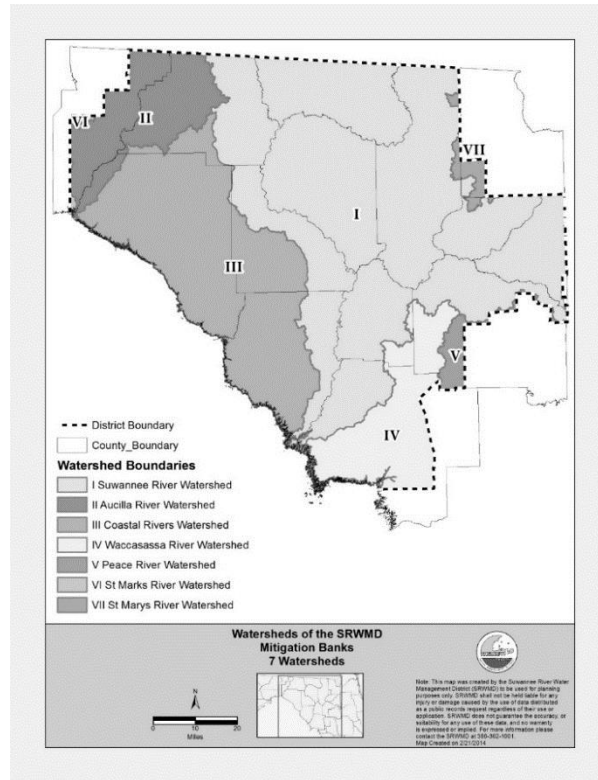 VI
II
VII
I
III
V
IV
District Boundary
County_Boundary
Watershed Boundaries
I Suwannee River Watershed
II Aucilla River Watershed
III Coastal Rivers Watershed
IV Waccasassa River Watershed
V Peace River Watershed
VI St Marks River Watershed
VII St Marys River Watershed
Watersheds of the SRWMD
Mitigation Banks
7 Watersheds
N
0 10 20
Miles
Note: This map was created by the Suwannee River Water
Management District (SRWMD) to be used for planning
purposes only. SRWMD shall not be held liable for any
injury or damage caused by the use of data distributed
as a public records request regardless of their use or
application. SRWMD does not guarantee the accuracy, or
suitability for any use of these data, and no warranty
is expressed or implied. For more information please
contact the SRWMD at 386-362-1001.
Map Created on 2/21/2014